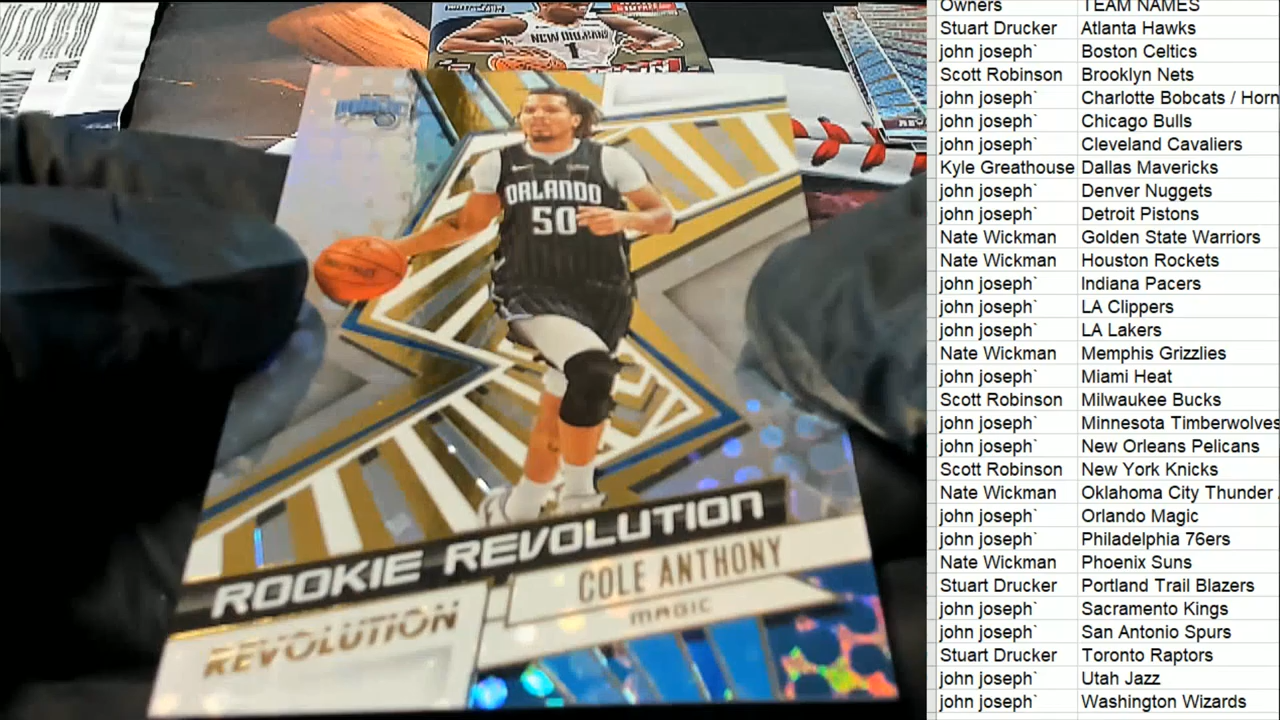 NEW ORLEANS
1
ORLANDO
50
ROOKIE REVOLUTION
COLE ANTHONY
MAGIC
REVOLUTION
Owners TEAM NAMES
Stuart Drucker Atlanta Hawks
john joseph` Boston Celtics
Scott Robinson Brooklyn Nets
john joseph` Charlotte Bobcats / Horn
john joseph` Chicago Bulls
john joseph` Cleveland Cavaliers
Kyle Greathouse Dallas Mavericks
john joseph` Denver Nuggets
john joseph` Detroit Pistons
Nate Wickman Golden State Warriors
Nate Wickman Houston Rockets
john joseph` Indiana Pacers
john joseph` LA Clippers
john joseph` LA Lakers
Nate Wickman Memphis Grizzlies
john joseph` Miami Heat
Scott Robinson Milwaukee Bucks
john joseph` Minnesota Timberwolves
john joseph` New Orleans Pelicans
Scott Robinson New York Knicks
Nate Wickman Oklahoma City Thunder
john joseph` Orlando Magic
john joseph` Philadelphia 76ers
Nate Wickman Phoenix Suns
Stuart Drucker Portland Trail Blazers
john joseph` Sacramento Kings
john joseph` San Antonio Spurs
Stuart Drucker Toronto Raptors
john joseph` Utah Jazz
john joseph` Washington Wizards